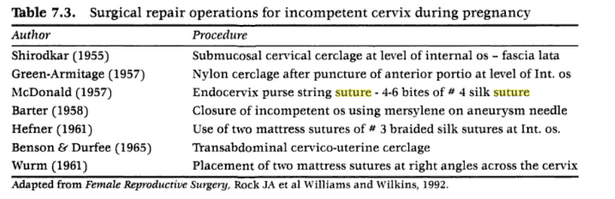 Table 7.3. Surgical repair operations for incompetent cervix during pregnancy
Author Procedure
Shirodkar (1955) Submucosal cervical cerclage at level of internal os – fascia lata
Green-Armitage (1957) Nylon cerclage after puncture of anterior portio at level of Int. os
McDonald (1957) Endocervix purse string suture - 4-6 bites of # 4 silk suture
Barter (1958) Closure of incompetent os using mersylene on aneurysm needle
Hefner (1961) Use of two mattress sutures of # 3 braided silk sutures at Int. os.
Benson & Durfee (1965) Transabdominal cervico-uterine cerclage
Wurm (1961) Placement of two mattress sutures at right angles across the cervix
Adapted from Female Reproductive Surgery, Rock JA et al Williams and Wilkins, 1992.